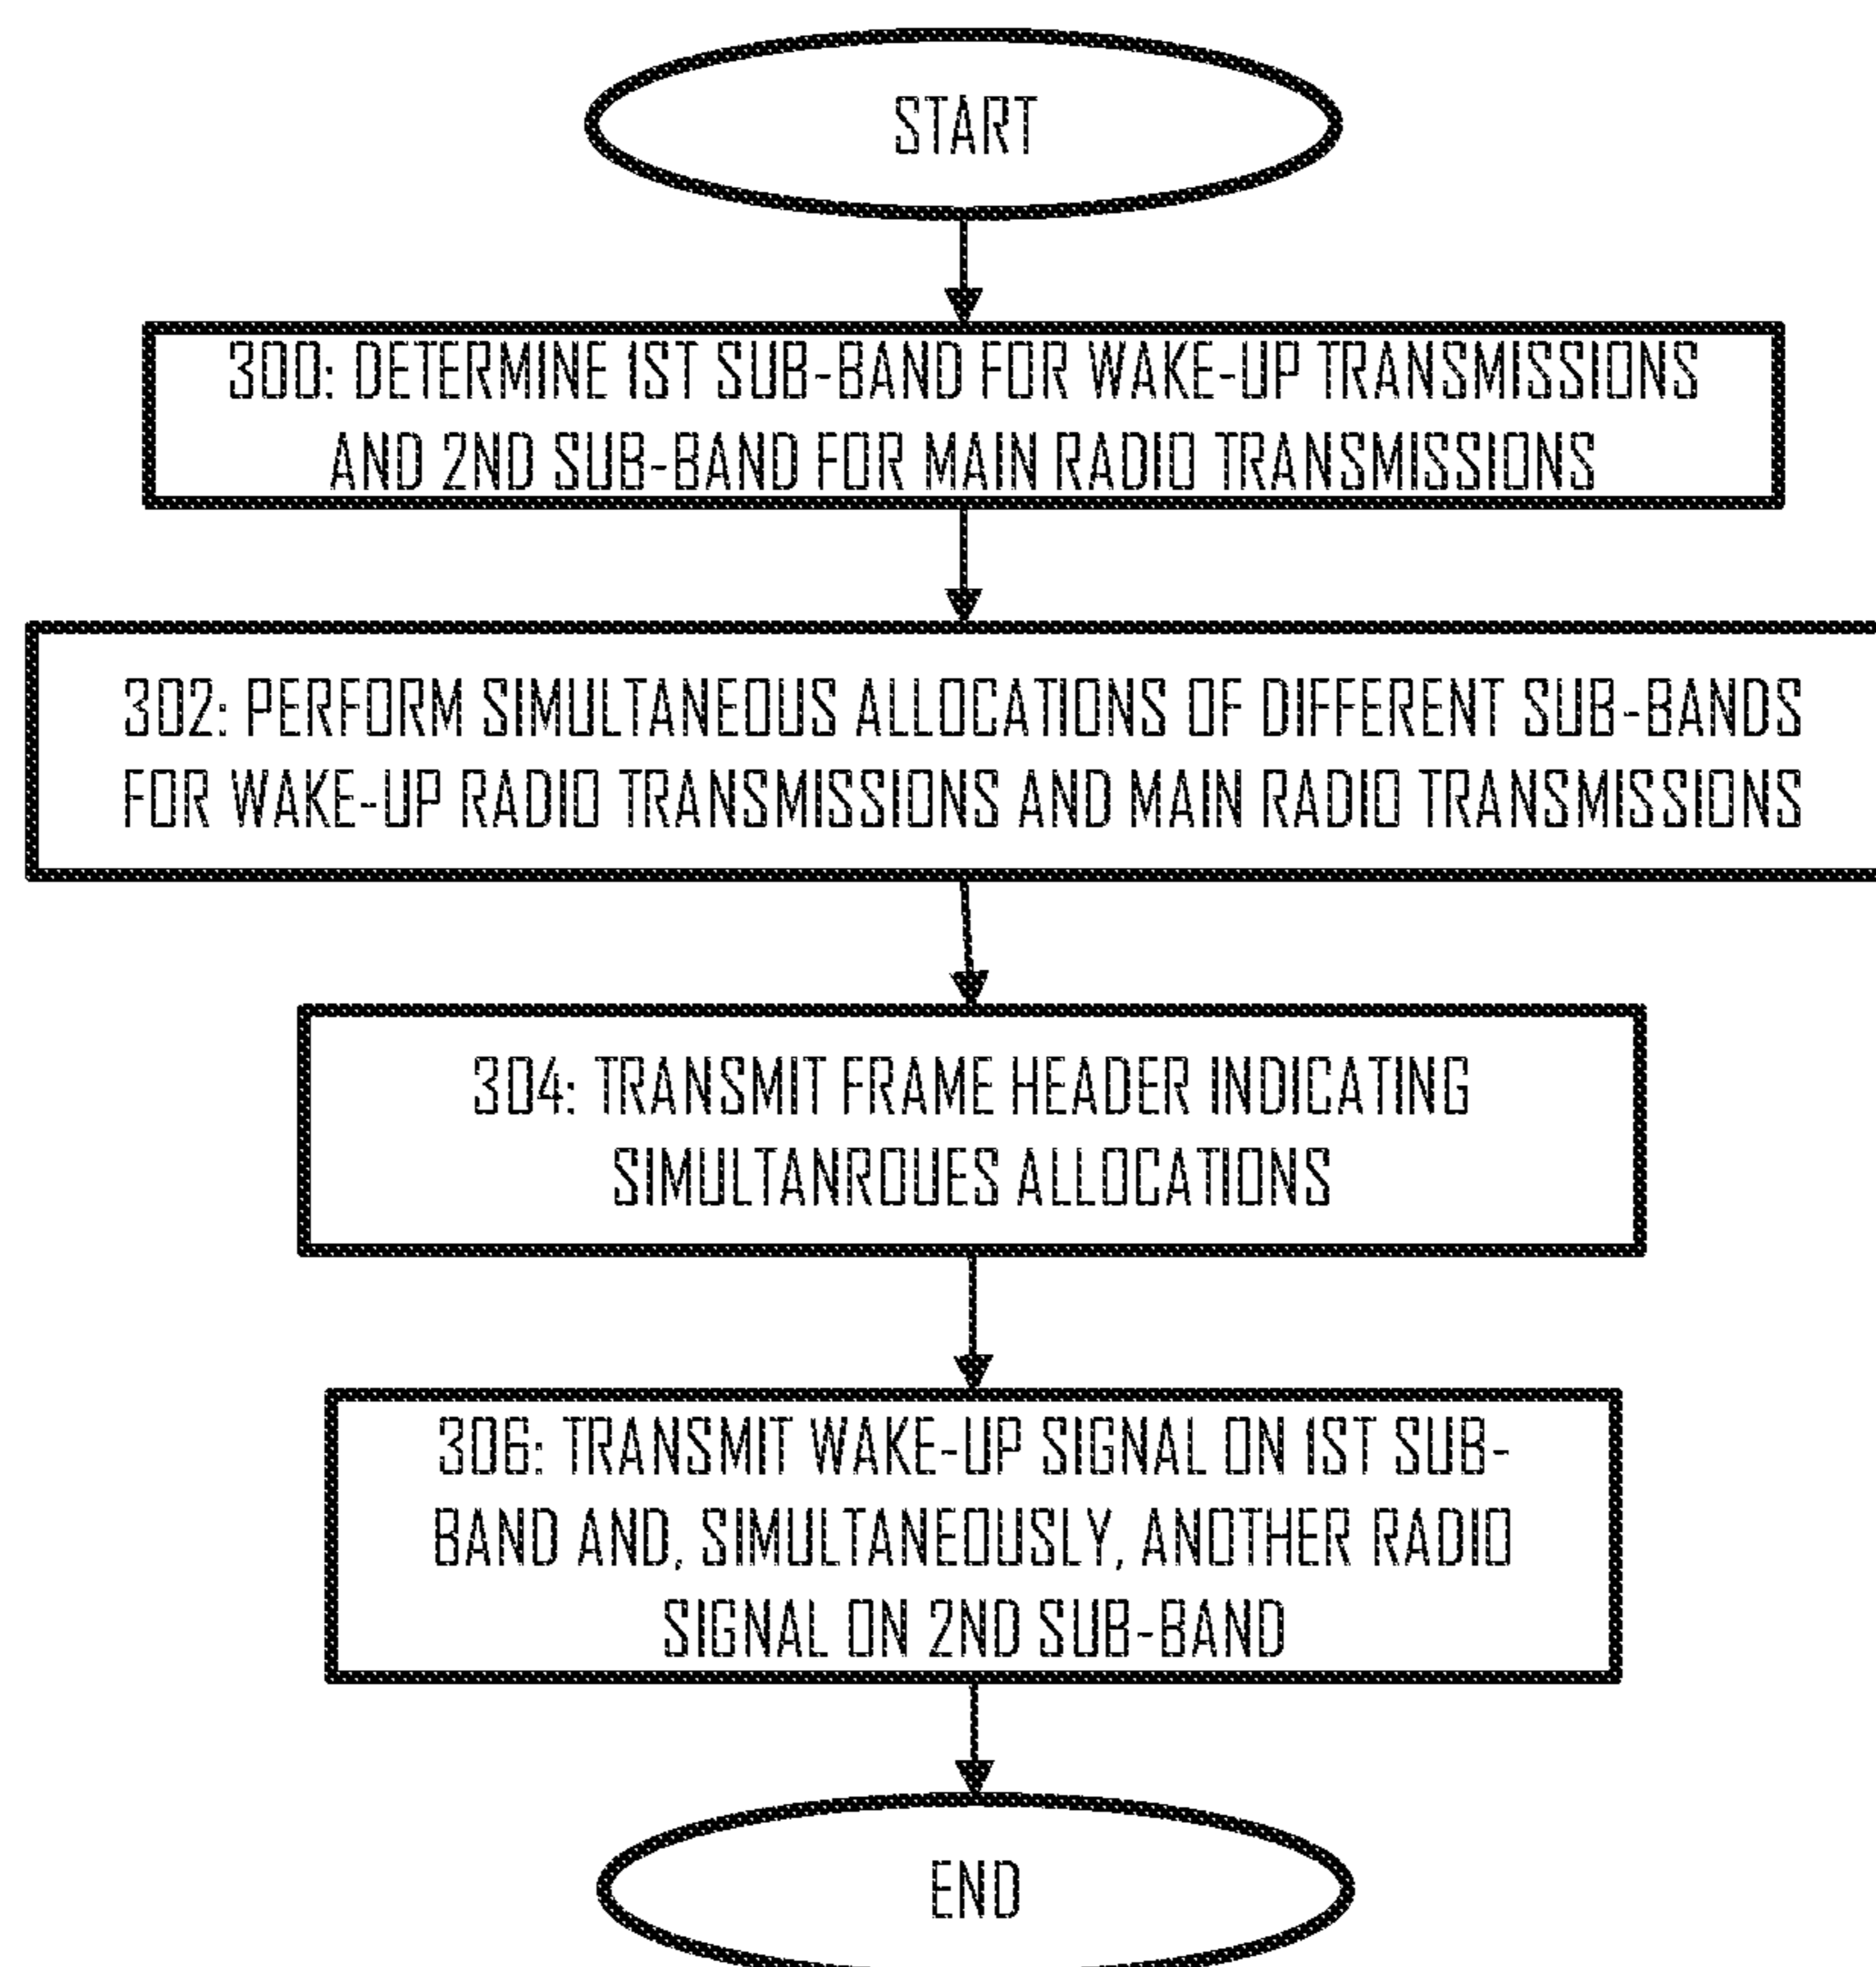 START
300: DETERMINE 1ST SUB-BAND FOR WAKE-UP TRANSMISSIONS
AND 2ND SUB-BAND FOR MAIN RADIO TRANSMISSIONS
302: PERFORM SIMULTANEOUS ALLOCATIONS OF DIFFERENT SUB-BANDS
FOR WAKE-UP RADIO TRANSMISSIONS AND MAIN RADIO TRANSMISSIONS
304: TRANSMIT FRAME HEADER INDICATING
SIMULTANROUES ALLOCATIONS
306: TRANSMIT WAKE-UP SIGNAL ON 1ST SUB-
BAND AND, SIMULTANEOUSLY, ANOTHER RADIO
SIGNAL ON 2ND SUB-BAND
END